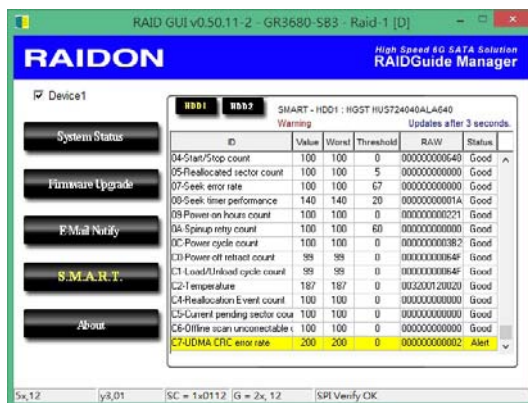 RAID GUI v0.50.11-2 - GR3680-SB3 - Raid-1 [D]
RAIDON
High Speed 6G SATA Solution
RAIDGuide Manager
Device1
System Status
Firmware Upgrade
E Mail Notify
S.M.A.R.T.
About
HDD1 HDD2 SMART - HDD1 : HGST HUS724040ALA640
Warning Updates after 3 seconds.
ID Value Worst Threshold RAW Status
04-Start/Stop count 100 100 0 000000000648 Good
05-Reallocated sector count 100 100 5 000000000000 Good
07-Seek error rate 100 100 67 000000000000 Good
08-Seek timer performance 140 140 20 00000000001A Good
09-Power-on hours count 100 100 0 000000000221 Good
0A-Spinup retry count 100 100 60 000000000000 Good
0C-Power cycle count 100 100 0 0000000003B2 Good
C0-Power off retract count 99 99 0 00000000064F Good
C1-Load/Unload cycle count 99 99 0 00000000064F Good
C2-Temperature 187 187 0 003200120020 Good
C4-Reallocation Event count 100 100 0 000000000000 Good
C5-Current pending sector cour 100 100 0 000000000000 Good
C6-Offline scan uncorrectable c 100 100 0 000000000000 Good
C7-UDMA CRC error rate 200 200 0 000000000002 Alert
5x,12 y3,01 SC = 1x0112 G = 2x, 12 SPI Verify OK